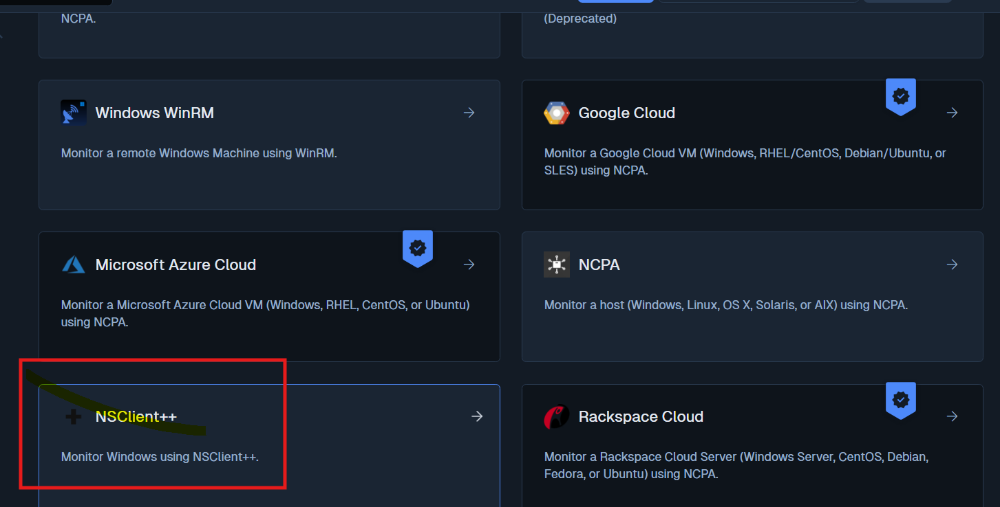 NCPA.
(Deprecated)
Windows WinRM
Monitor a remote Windows Machine using WinRM.
Google Cloud
Monitor a Google Cloud VM (Windows, RHEL/CentOS, Debian/Ubuntu, or
SLES) using NCPA.
Microsoft Azure Cloud
Monitor a Microsoft Azure Cloud VM (Windows, RHEL, CentOS, or Ubuntu)
using NCPA.
NCPA
Monitor a host (Windows, Linux, OS X, Solaris, or AIX) using NCPA.
NSClient++
Monitor Windows using NSClient++.
Rackspace Cloud
Monitor a Rackspace Cloud Server (Windows Server, CentOS, Debian,
Fedora, or Ubuntu) using NCPA.